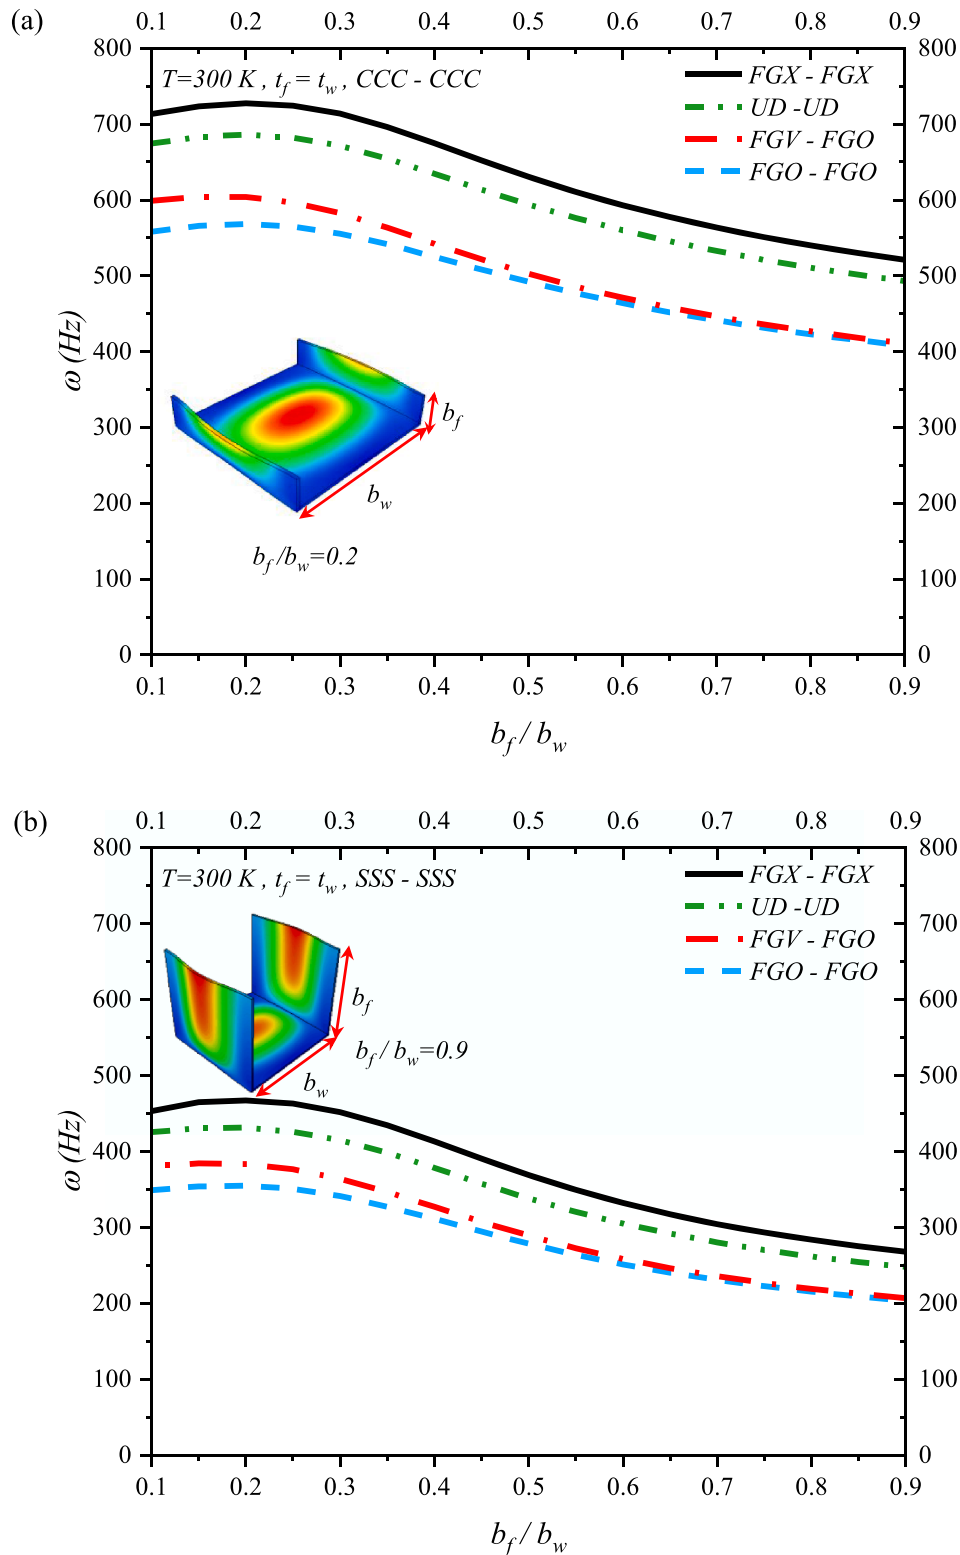 (a)
0.1 0.2 0.3 0.4 0.5 0.6 0.7 0.8 0.9
800 800
T=300 K , t_f = t_w , CCC - CCC
FGX - FGX
UD -UD
FGV - FGO
FGO - FGO
700 700
600 600
500 500
400 400
300 300
200 200
100 100
0 0
ω (Hz)
b_f
b_w
b_f /b_w=0.2
0.1 0.2 0.3 0.4 0.5 0.6 0.7 0.8 0.9
b_f / b_w
(b)
0.1 0.2 0.3 0.4 0.5 0.6 0.7 0.8 0.9
800 800
T=300 K , t_f = t_w , SSS - SSS
FGX - FGX
UD -UD
FGV - FGO
FGO - FGO
700 700
600 600
500 500
400 400
300 300
200 200
100 100
0 0
ω (Hz)
b_f
b_f / b_w=0.9
b_w
0.1 0.2 0.3 0.4 0.5 0.6 0.7 0.8 0.9
b_f / b_w